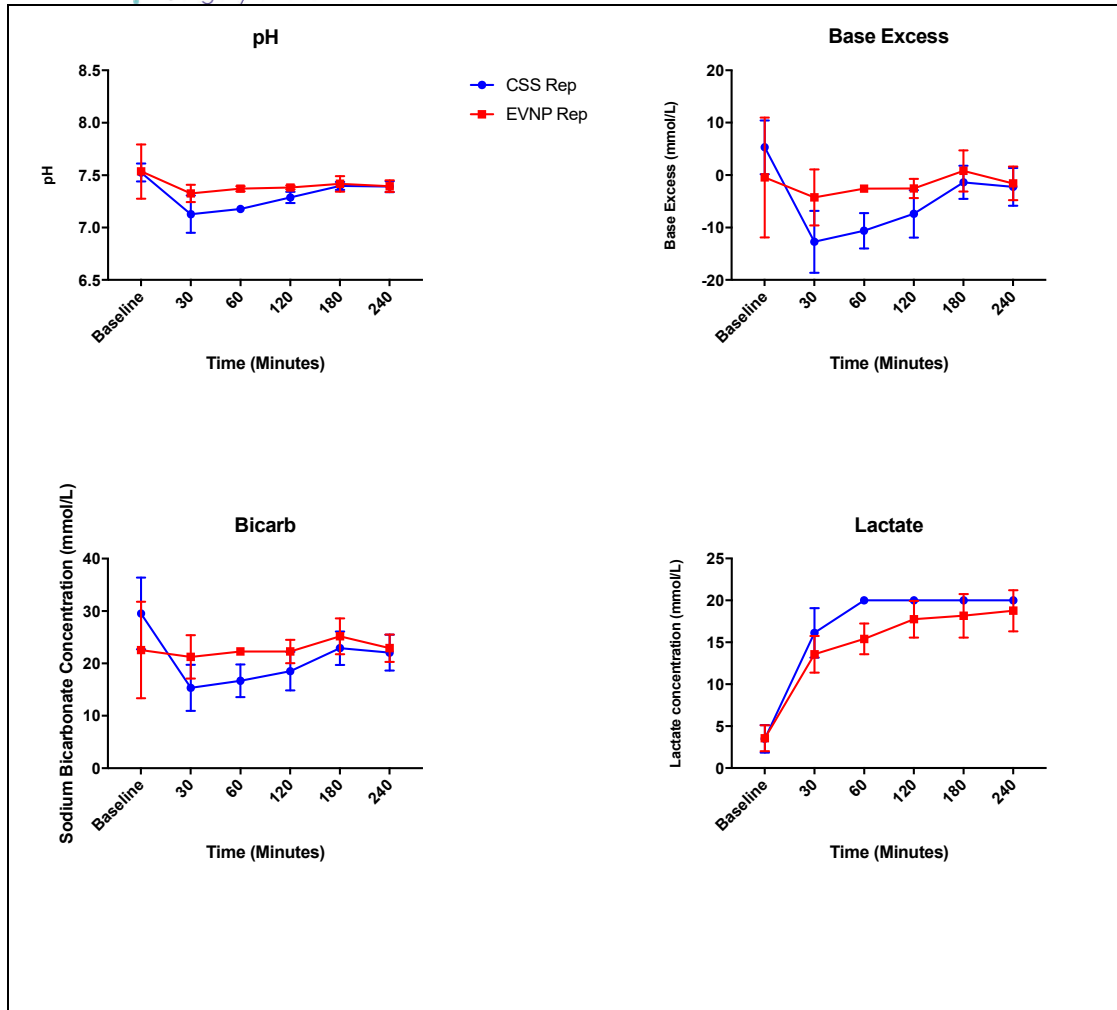 pH
8.5
8.0
7.5
7.0
6.5
pH
Baseline
30
60
120
180
240
Time (Minutes)
CSS Rep
EVNP Rep
Base Excess
20
10
0
-10
-20
Base Excess (mmol/L)
Baseline
30
60
120
180
240
Time (Minutes)
Bicarb
40
30
20
10
0
Sodium Bicarbonate Concentration (mmol/L)
Baseline
30
60
120
180
240
Time (Minutes)
Lactate
25
20
15
10
5
0
Lactate concentration (mmol/L)
Baseline
30
60
120
180
240
Time (Minutes)